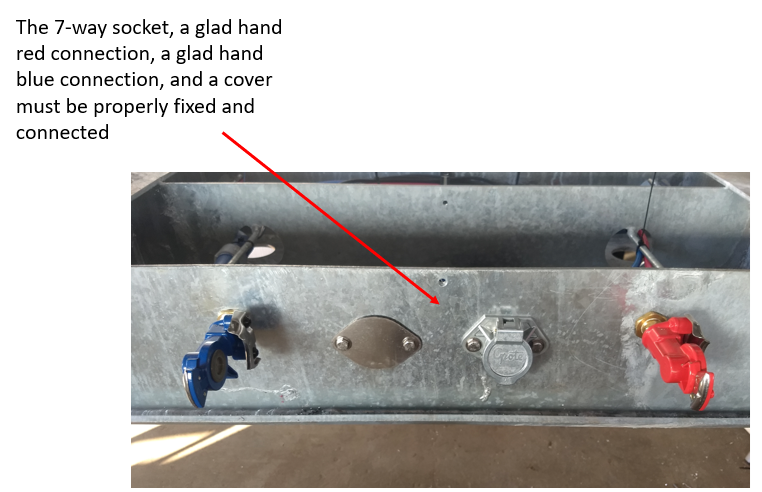 The 7-way socket, a glad hand
red connection, a glad hand
blue connection, and a cover
must be properly fixed and
connected
Grote